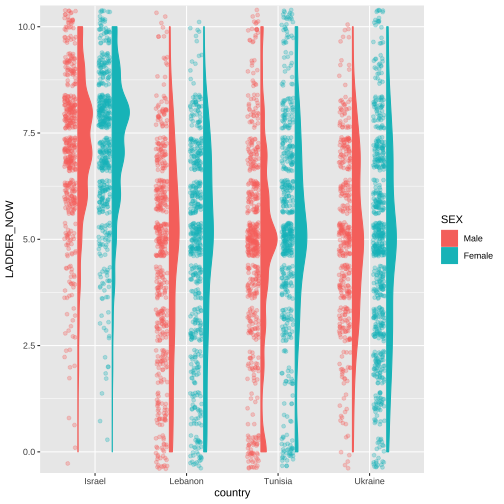 10.0
7.5
5.0
2.5
0.0
LADDER_NOW
Israel
Lebanon
Tunisia
Ukraine
country
SEX
Male
Female